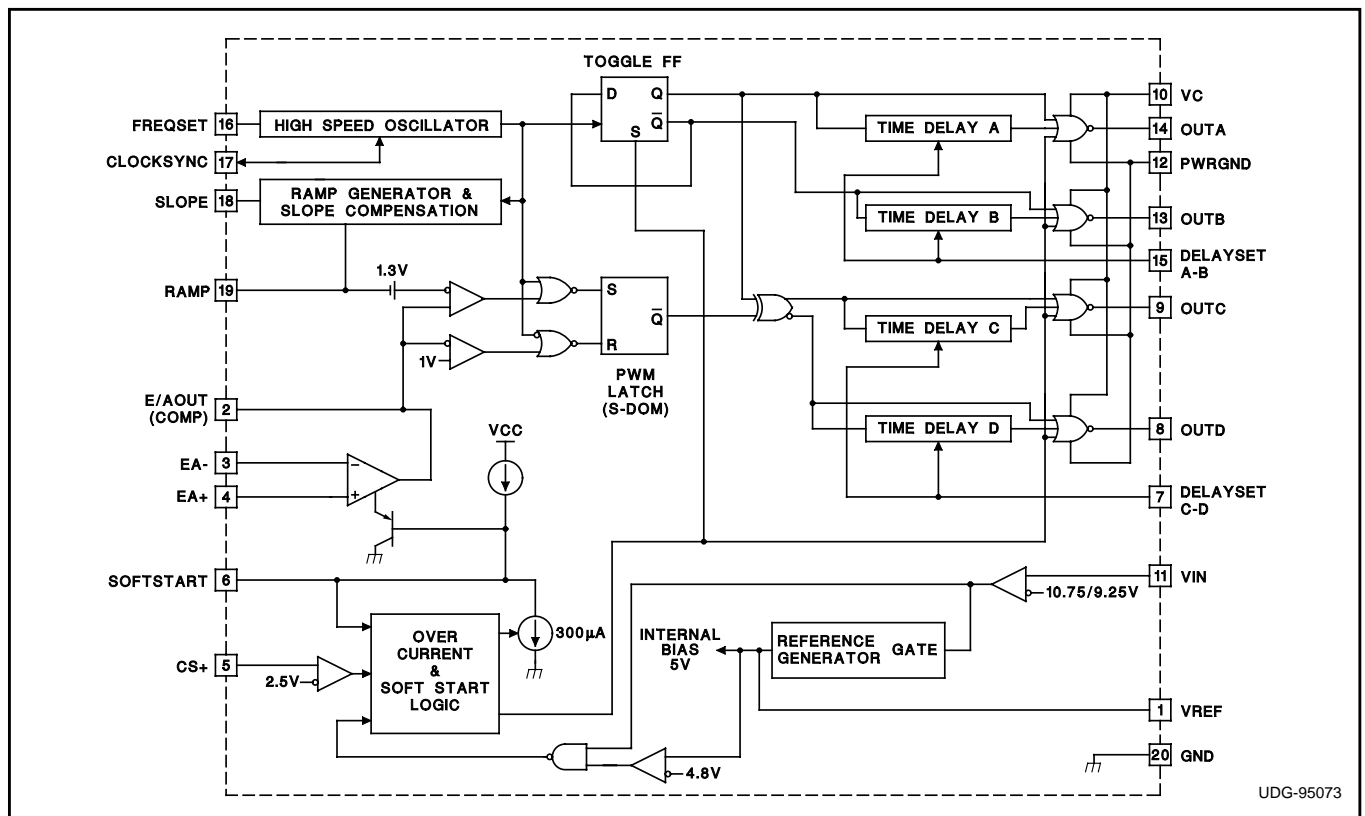 TOGGLE FF
D Q
Q
S
FREQSET 16
HIGH SPEED OSCILLATOR
CLOCKSYNC 17
SLOPE 18
RAMP GENERATOR &
SLOPE COMPENSATION
RAMP 19
1.3V
1V
S
R
Q
PWM
LATCH
(S-DOM)
E/AOUT
(COMP)
2
EA- 3
EA+ 4
−
+
VCC
SOFTSTART 6
CS+ 5
2.5V
OVER
CURRENT
&
SOFT START
LOGIC
300µA
INTERNAL
BIAS
5V
REFERENCE
GENERATOR
GATE
4.8V
10.75/9.25V
TIME DELAY A
TIME DELAY B
TIME DELAY C
TIME DELAY D
10 VC
14 OUTA
12 PWRGND
13 OUTB
15 DELAYSET
A-B
9 OUTC
8 OUTD
7 DELAYSET
C-D
11 VIN
1 VREF
20 GND
UDG-95073